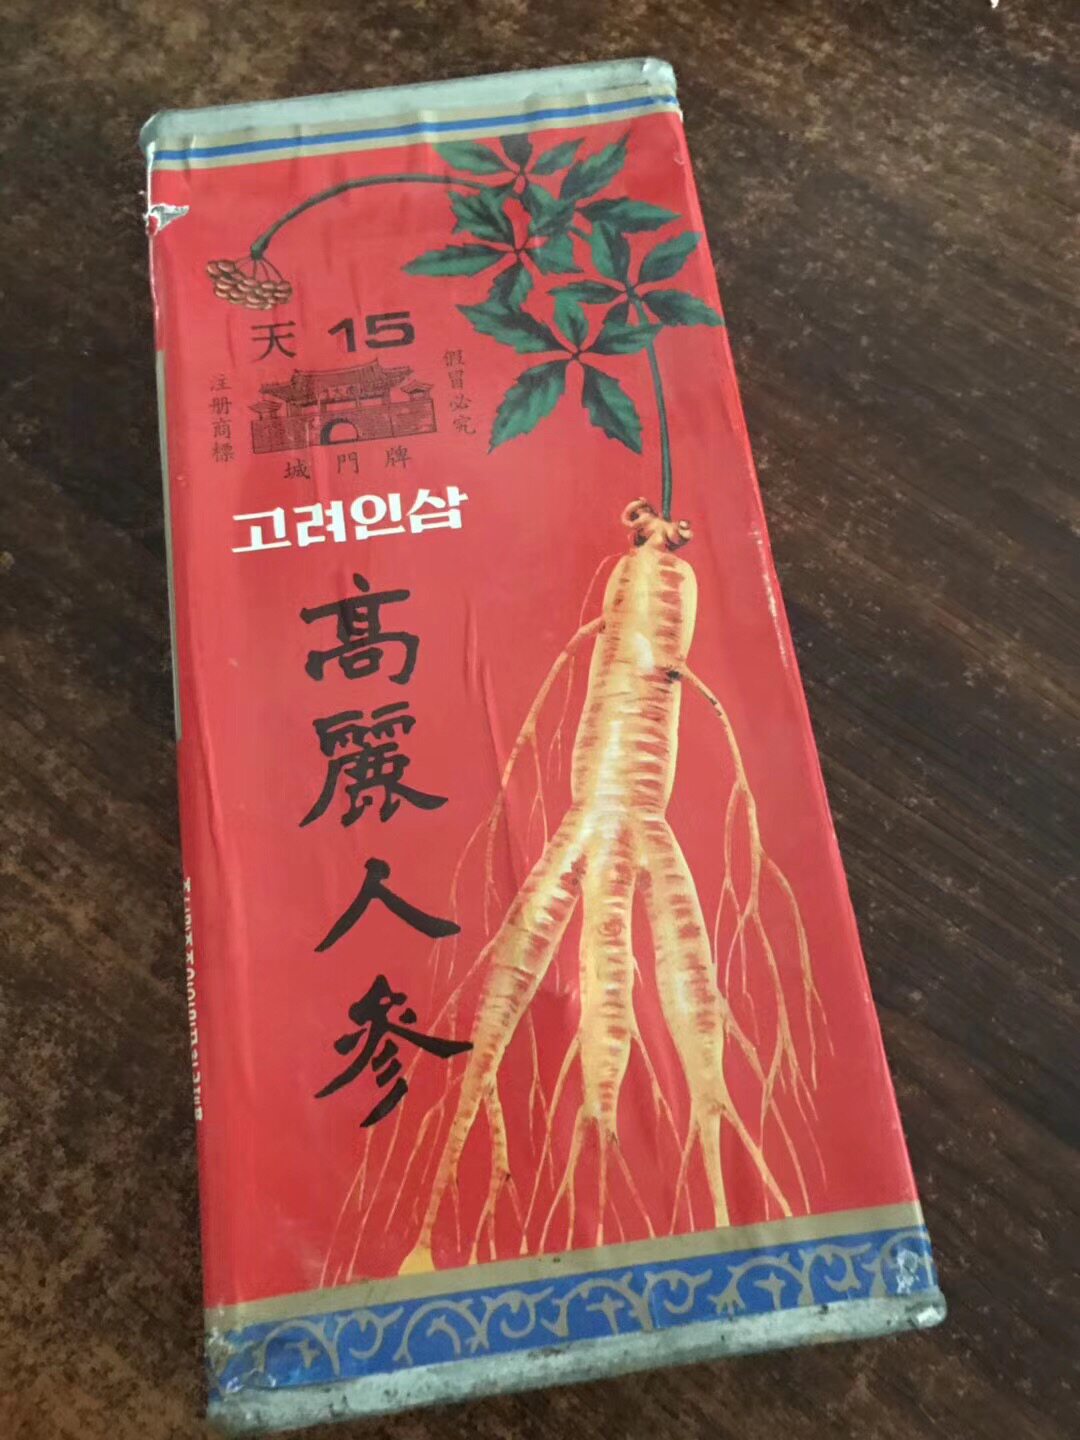 天 15
注册商標
假冒必究
城門牌
고려인삼
高麗人參